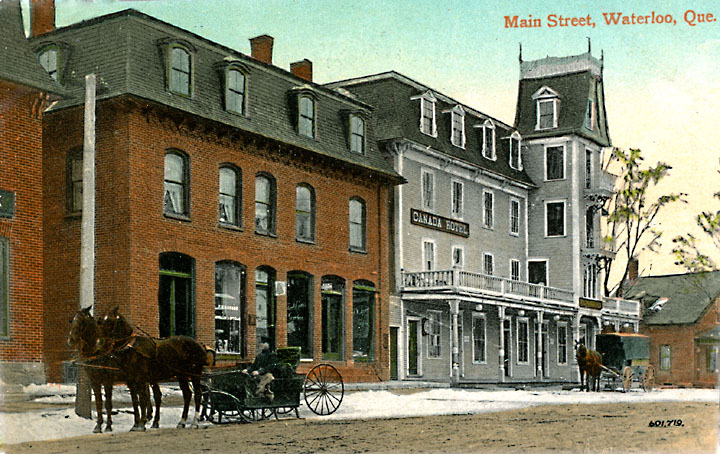 Main Street, Waterloo, Que.
CANADA HOTEL
601,719.